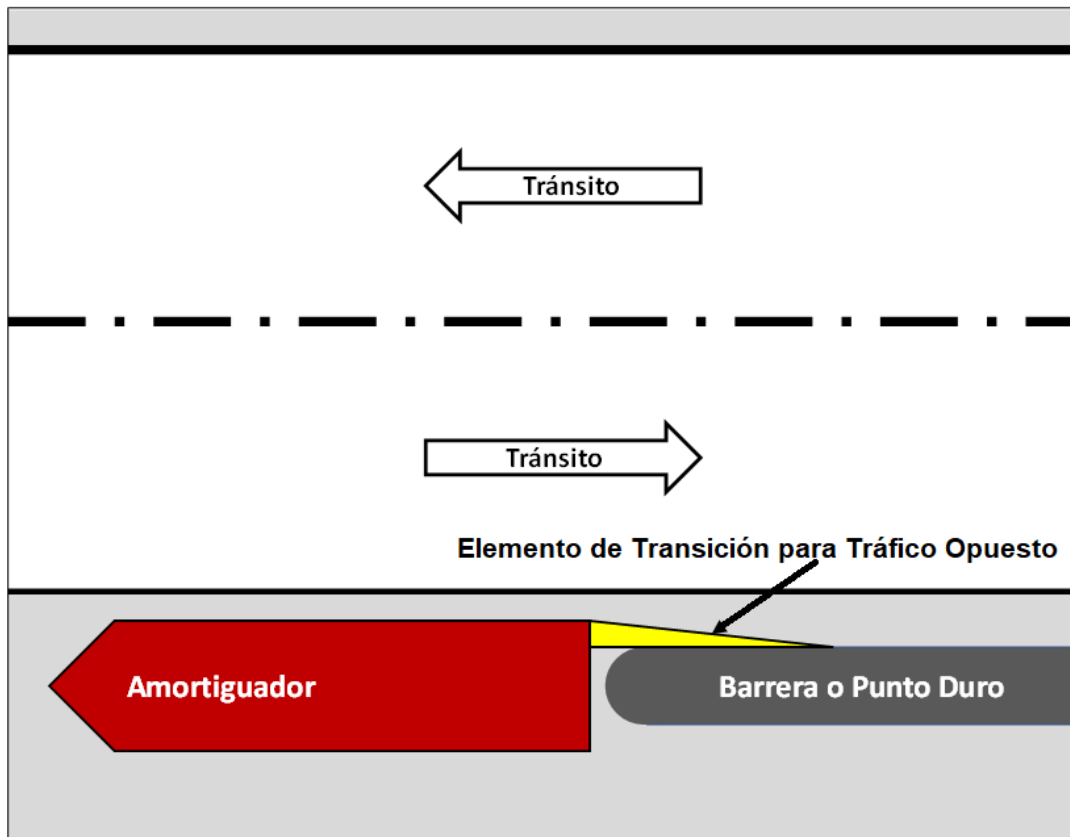 Tránsito
Tránsito
Elemento de Transición para Tráfico Opuesto
Amortiguador
Barrera o Punto Duro